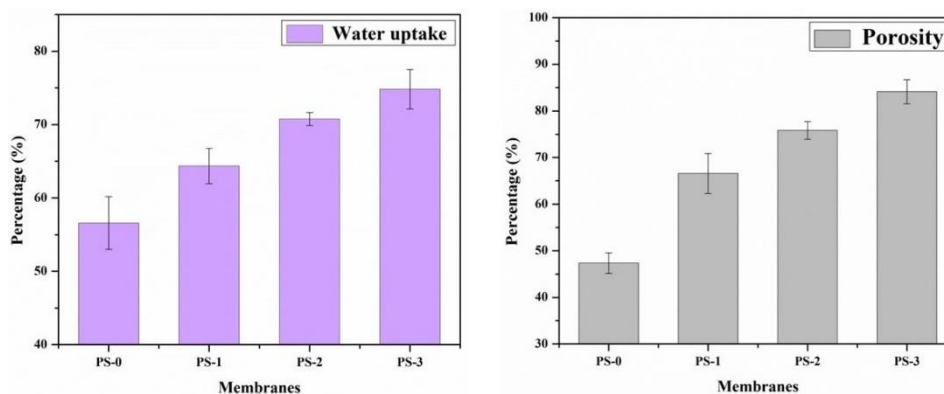 Water uptake
80
70
60
50
40
Percentage (%)
PS-0 PS-1 PS-2 PS-3
Membranes
Porosity
100
90
80
70
60
50
40
30
Percentage (%)
PS-0 PS-1 PS-2 PS-3
Membranes